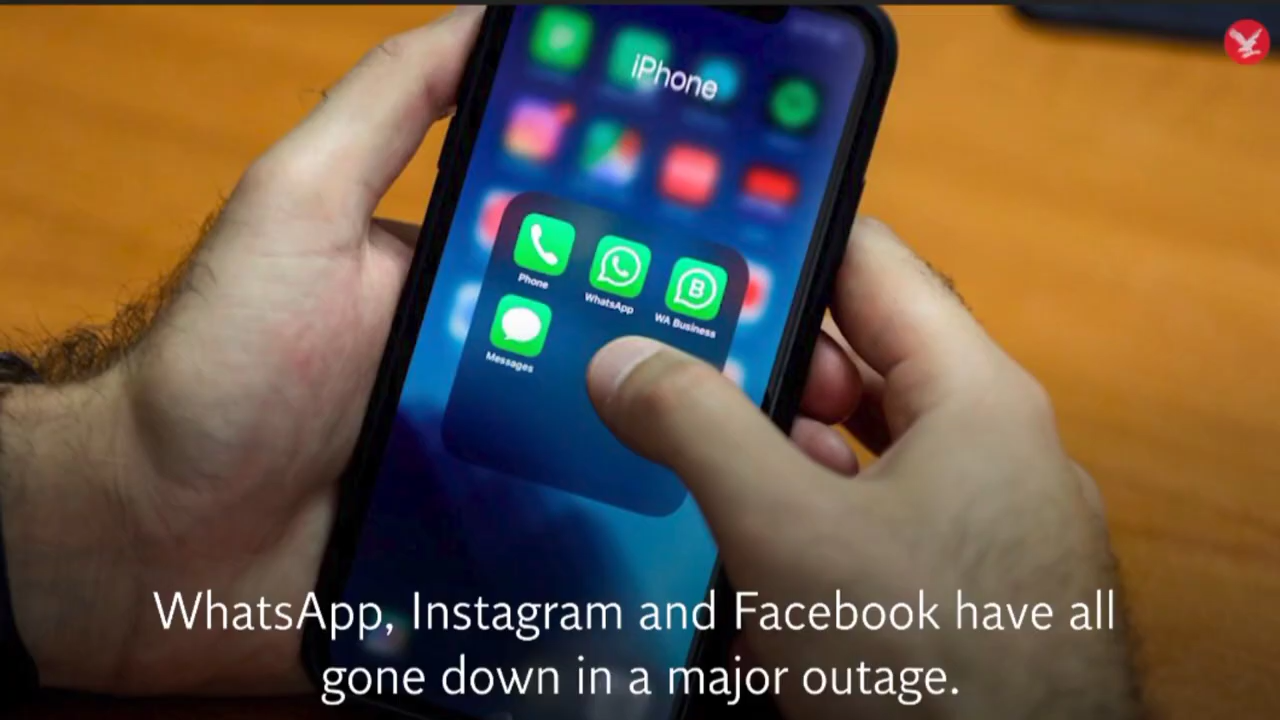 iPhone
Phone
WhatsApp
WA Business
Messages
WhatsApp, Instagram and Facebook have all
gone down in a major outage.